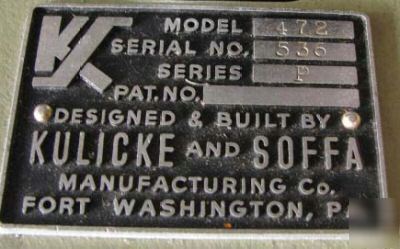 KS
MODEL 472
SERIAL NO. 536
SERIES P
PAT. NO.
DESIGNED & BUILT BY
KULICKE AND SOFFA
MANUFACTURING Co.
FORT WASHINGTON, PA.